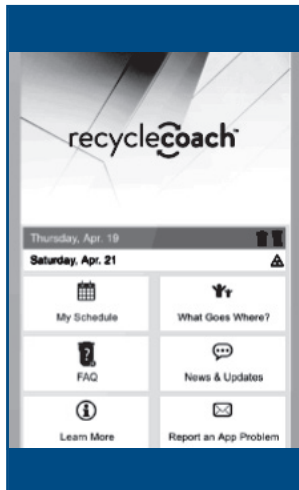 recyclecoach™
Thursday, Apr. 19
Saturday, Apr. 21
My Schedule
What Goes Where?
?
FAQ
News & Updates
Learn More
Report an App Problem